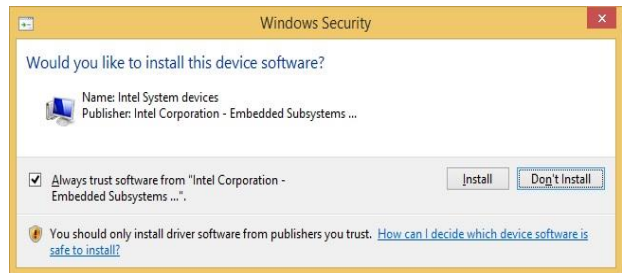 Windows Security
Would you like to install this device software?
Name: Intel System devices
Publisher: Intel Corporation - Embedded Subsystems ...
Always trust software from "Intel Corporation -
Embedded Subsystems ...".
Install
Don't Install
You should only install driver software from publishers you trust. How can I decide which device software is
safe to install?